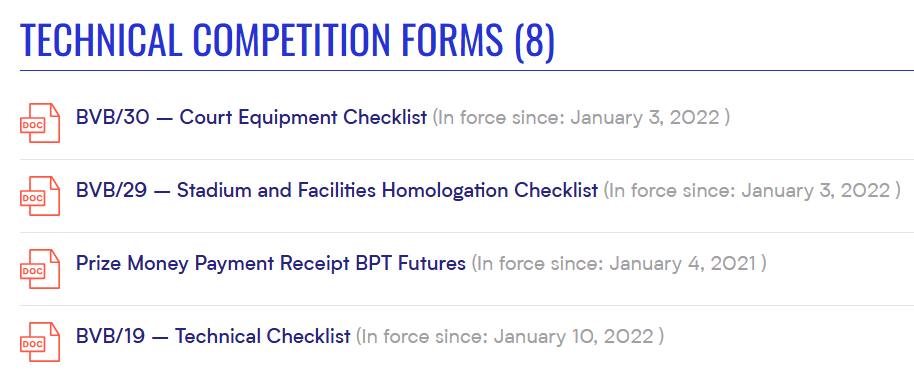 TECHNICAL COMPETITION FORMS (8)
DOC BVB/30 — Court Equipment Checklist (In force since: January 3, 2022 )
DOC BVB/29 — Stadium and Facilities Homologation Checklist (In force since: January 3, 2022 )
DOC Prize Money Payment Receipt BPT Futures (In force since: January 4, 2021 )
DOC BVB/19 — Technical Checklist (In force since: January 10, 2022 )